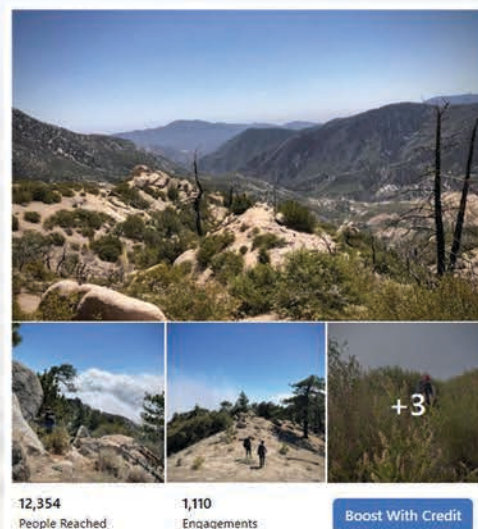 +3
12,354
People Reached
1,110
Engagements
Boost With Credit